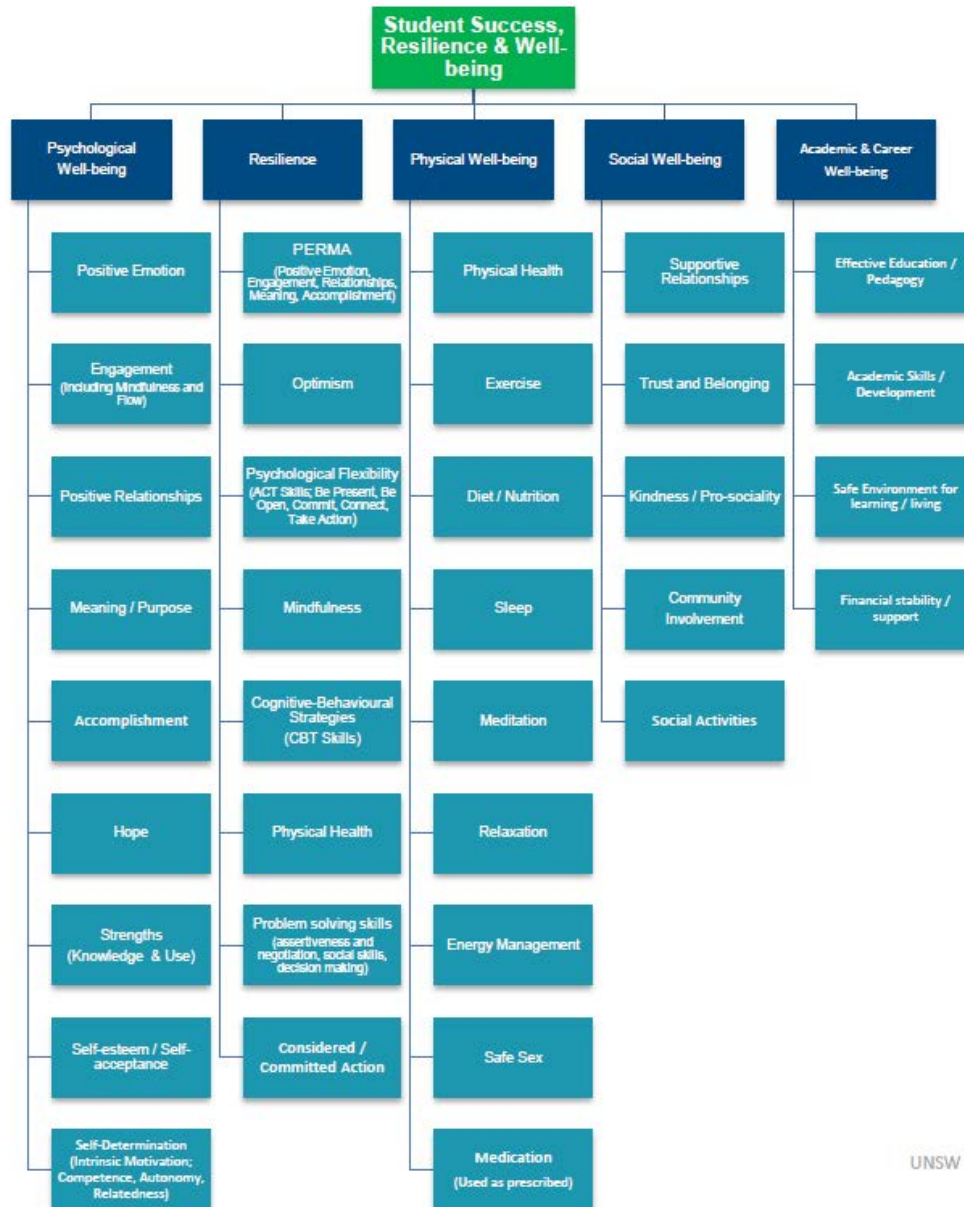 Student Success,
Resilience & Well-
being
Psychological
Well-being
Positive Emotion
Engagement
(Including Mindfulness and
Flow)
Positive Relationships
Meaning / Purpose
Accomplishment
Hope
Strengths
(Knowledge & Use)
Self-esteem / Self-
acceptance
Self-Determination
(Intrinsic Motivation;
Competence, Autonomy,
Relatedness)
Resilience
PERMA
(Positive Emotion,
Engagement, Relationships,
Meaning, Accomplishment)
Optimism
Psychological Flexibility
(ACT Skills; Be Present, Be
Open, Commit, Connect,
Take Action)
Mindfulness
Cognitive-Behavioural
Strategies
(CBT Skills)
Physical Health
Problem solving skills
(assertiveness and
negotiation, social skills,
decision making)
Considered /
Committed Action
Physical Well-being
Physical Health
Exercise
Diet / Nutrition
Sleep
Meditation
Relaxation
Energy Management
Safe Sex
Medication
(Used as prescribed)
Social Well-being
Supportive
Relationships
Trust and Belonging
Kindness / Pro-sociality
Community
Involvement
Social Activities
Academic & Career
Well-being
Effective Education /
Pedagogy
Academic Skills /
Development
Safe Environment for
learning / living
Financial stability /
support
UNSW